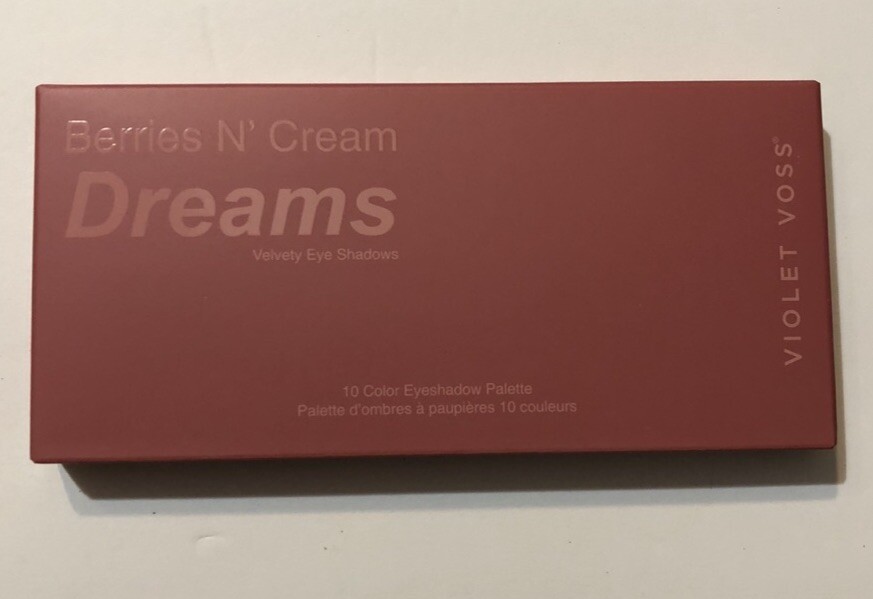 Berries N' Cream
Dreams
Velvety Eye Shadows
10 Color Eyeshadow Palette
Palette d'ombres à paupières 10 couleurs
VIOLET VOSS®